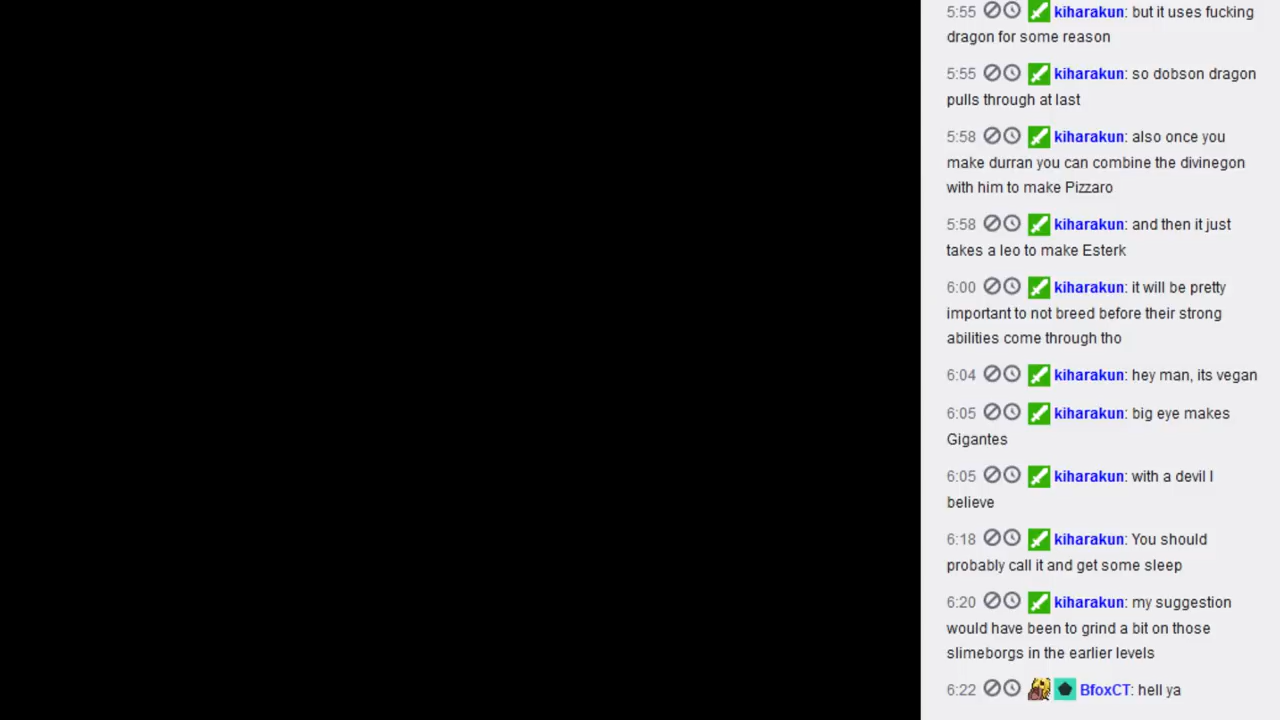 5:55 kiharakun: but it uses fucking
dragon for some reason
5:55 kiharakun: so dobson dragon
pulls through at last
5:58 kiharakun: also once you
make durran you can combine the divinegon
with him to make Pizzaro
5:58 kiharakun: and then it just
takes a leo to make Esterk
6:00 kiharakun: it will be pretty
important to not breed before their strong
abilities come through tho
6:04 kiharakun: hey man, its vegan
6:05 kiharakun: big eye makes
Gigantes
6:05 kiharakun: with a devil I
believe
6:18 kiharakun: You should
probably call it and get some sleep
6:20 kiharakun: my suggestion
would have been to grind a bit on those
slimeborgs in the earlier levels
6:22 BfoxCT: hell ya